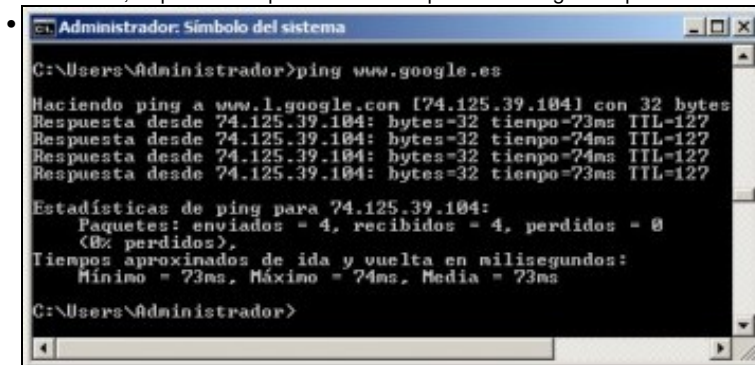 Administrador: Símbolo del sistema
C:\Users\Administrador>ping www.google.es
Haciendo ping a www.l.google.com [74.125.39.104] con 32 bytes
Respuesta desde 74.125.39.104: bytes=32 tiempo=73ms TTL=127
Respuesta desde 74.125.39.104: bytes=32 tiempo=74ms TTL=127
Respuesta desde 74.125.39.104: bytes=32 tiempo=74ms TTL=127
Respuesta desde 74.125.39.104: bytes=32 tiempo=73ms TTL=127
Estadísticas de ping para 74.125.39.104:
Paquetes: enviados = 4, recibidos = 4, perdidos = 0
(0% perdidos),
Tiempos aproximados de ida y vuelta en milisegundos:
Mínimo = 73ms, Máximo = 74ms, Media = 73ms
C:\Users\Administrador>